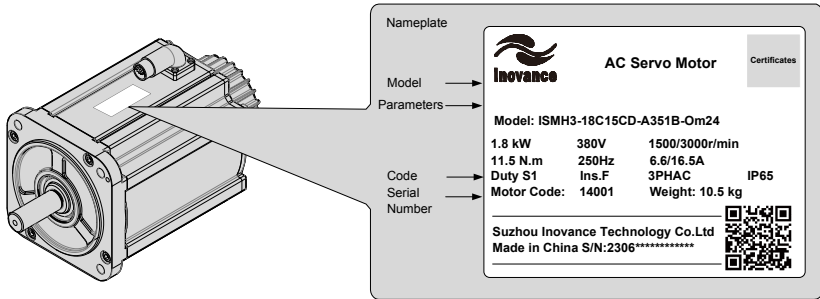 Nameplate
Inovance
AC Servo Motor
Certificates
Model
Parameters
Model: ISMH3-18C15CD-A351B-Om24
1.8 kW 380V 1500/3000r/min
11.5 N.m 250Hz 6.6/16.5A
Code
Duty S1 Ins.F 3PHAC IP65
Serial
Number
Motor Code: 14001 Weight: 10.5 kg
Suzhou Inovance Technology Co.Ltd
Made in China S/N:2306************